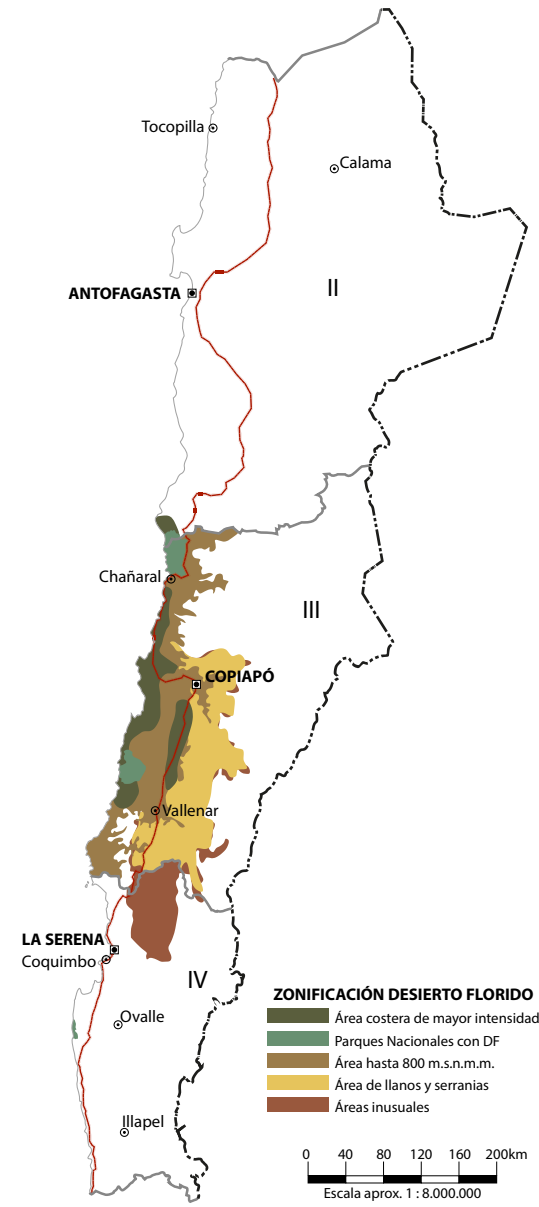 Tocopilla
Calama
ANTOFAGASTA
II
Chañaral
III
COPIAPÓ
Vallenar
LA SERENA
Coquimbo
IV
Ovalle
Illapel
ZONIFICACIÓN DESIERTO FLORIDO
Área costera de mayor intensidad
Parques Nacionales con DF
Área hasta 800 m.s.n.m.m.
Área de llanos y serranias
Áreas inusuales
0 40 80 120 160 200km
Escala aprox. 1 : 8.000.000